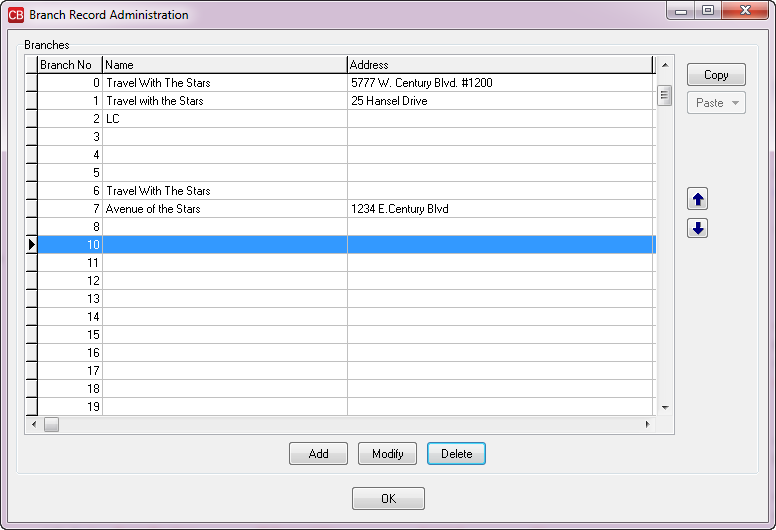 CB Branch Record Administration
Branches
Branch No Name Address
0 Travel With The Stars 5777 W. Century Blvd. #1200
1 Travel with the Stars 25 Hansel Drive
2 LC
3
4
5
6 Travel With The Stars
7 Avenue of the Stars 1234 E.Century Blvd
8
10
11
12
13
14
15
16
17
18
19
Copy
Paste
Add Modify Delete
OK